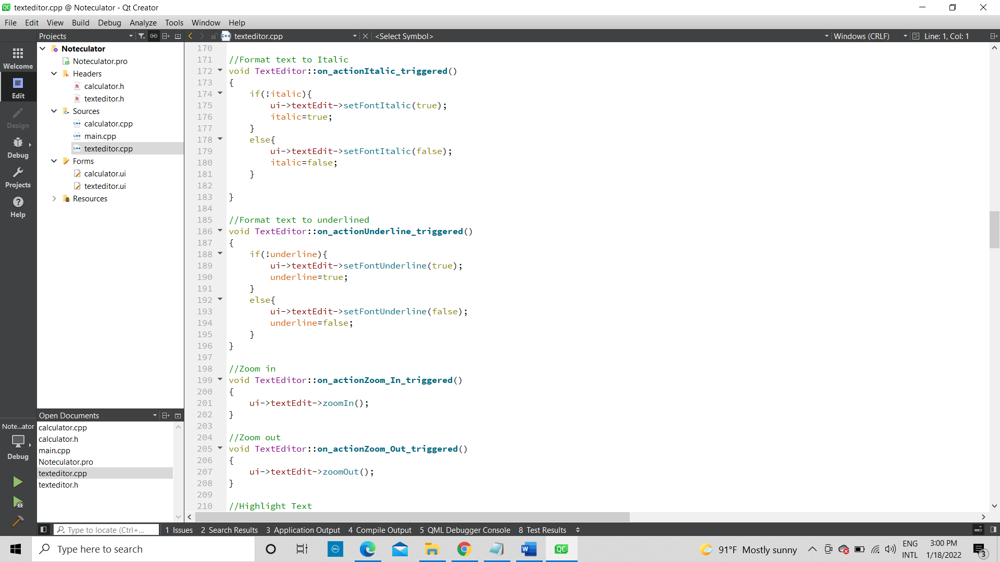 texteditor.cpp @ Noteculator - Qt Creator
File Edit View Build Debug Analyze Tools Window Help
Projects
texteditor.cpp
<Select Symbol>
Windows (CRLF)
Line: 1, Col: 1
Welcome
Edit
Design
Debug
Projects
Help
Noteculator
Noteculator.pro
Headers
calculator.h
texteditor.h
Sources
calculator.cpp
main.cpp
texteditor.cpp
Forms
calculator.ui
texteditor.ui
Resources
170
171 //Format text to Italic
172 void TextEditor::on_actionItalic_triggered()
173 {
174 if(!italic){
175 ui->textEdit->setFontItalic(true);
176 italic=true;
177 }
178 else{
179 ui->textEdit->setFontItalic(false);
180 italic=false;
181 }
182
183 }
184
185 //Format text to underlined
186 void TextEditor::on_actionUnderline_triggered()
187 {
188 if(!underline){
189 ui->textEdit->setFontUnderline(true);
190 underline=true;
191 }
192 else{
193 ui->textEdit->setFontUnderline(false);
194 underline=false;
195 }
196 }
197
198 //Zoom in
199 void TextEditor::on_actionZoom_In_triggered()
200 {
201 ui->textEdit->zoomIn();
202 }
203
204 //Zoom out
205 void TextEditor::on_actionZoom_Out_triggered()
206 {
207 ui->textEdit->zoomOut();
208 }
209
210 //Highlight Text
Open Documents
calculator.cpp
calculator.h
main.cpp
Noteculator.pro
texteditor.cpp
texteditor.h
Note...ator
Debug
Type to locate (Ctrl+...
1 Issues 2 Search Results 3 Application Output 4 Compile Output 5 QML Debugger Console 8 Test Results
Type here to search
91°F Mostly sunny
ENG
INTL
3:00 PM
1/18/2022
3